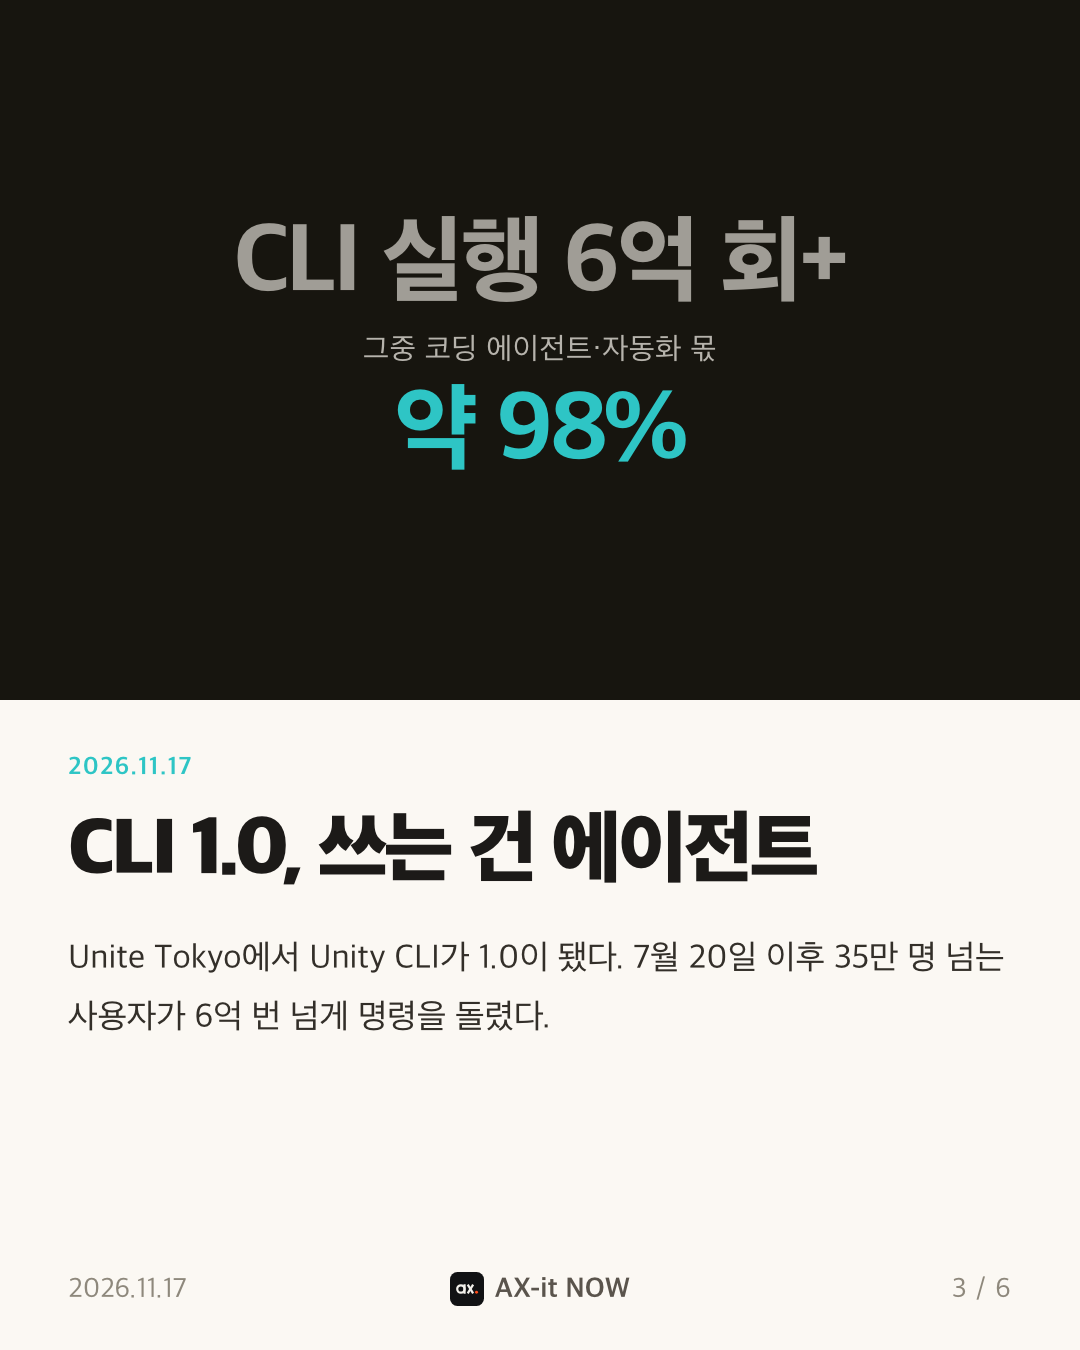 CLI 실행 6억 회+
그중 코딩 에이전트·자동화 몫
약 98%
2026.11.17
CLI 1.0, 쓰는 건 에이전트
Unite Tokyo에서 Unity CLI가 1.0이 됐다. 7월 20일 이후 35만 명 넘는
사용자가 6억 번 넘게 명령을 돌렸다.
2026.11.17
ax. AX-it NOW
3 / 6